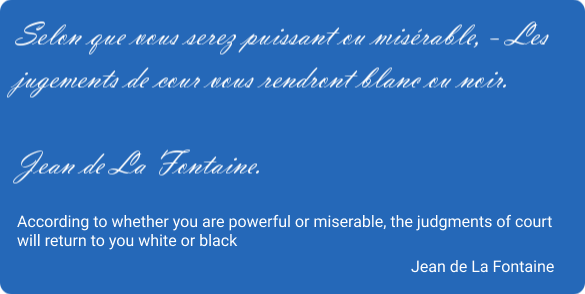 Selon que vous serez puissant ou misérable, - Les
jugements de cour vous rendront blanc ou noir.
Jean de La Fontaine.
According to whether you are powerful or miserable, the judgments of court
will return to you white or black
Jean de La Fontaine